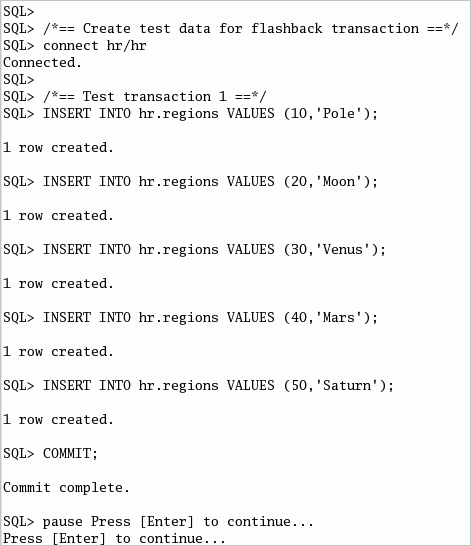 SQL>
SQL> /*== Create test data for flashback transaction ==*/
SQL> connect hr/hr
Connected.
SQL>
SQL> /*== Test transaction 1 ==*/
SQL> INSERT INTO hr.regions VALUES (10,'Pole');
1 row created.
SQL> INSERT INTO hr.regions VALUES (20,'Moon');
1 row created.
SQL> INSERT INTO hr.regions VALUES (30,'Venus');
1 row created.
SQL> INSERT INTO hr.regions VALUES (40,'Mars');
1 row created.
SQL> INSERT INTO hr.regions VALUES (50,'Saturn');
1 row created.
SQL> COMMIT;
Commit complete.
SQL> pause Press [Enter] to continue...
Press [Enter] to continue...